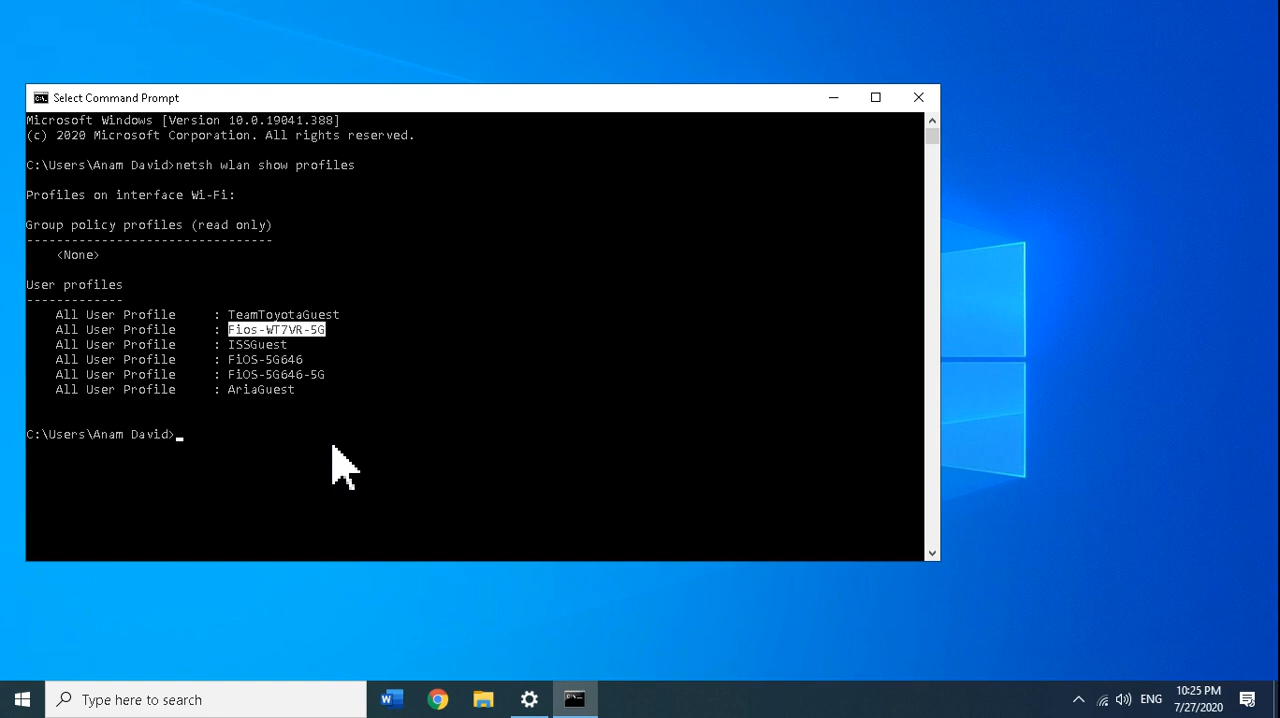 Select Command Prompt
Microsoft Windows [Version 10.0.19041.388]
(c) 2020 Microsoft Corporation. All rights reserved.
C:\Users\Anam David>netsh wlan show profiles
Profiles on interface Wi-Fi:
Group policy profiles (read only)
---------------------------------
<None>
User profiles
-------------
All User Profile : TeamToyotaGuest
All User Profile : Fios-WT7VR-5G
All User Profile : ISSGuest
All User Profile : FiOS-5G646
All User Profile : FiOS-5G646-5G
All User Profile : AriaGuest
C:\Users\Anam David>
Type here to search
ENG
10:25 PM
7/27/2020